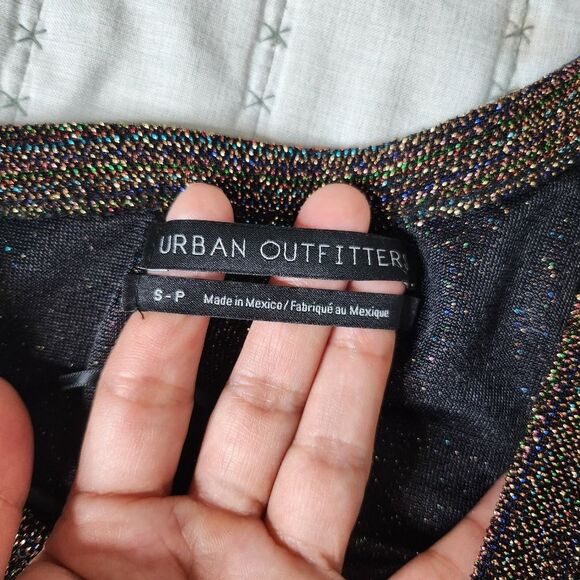 URBAN OUTFITTERS
S-P Made in Mexico / Fabriqué au Mexique